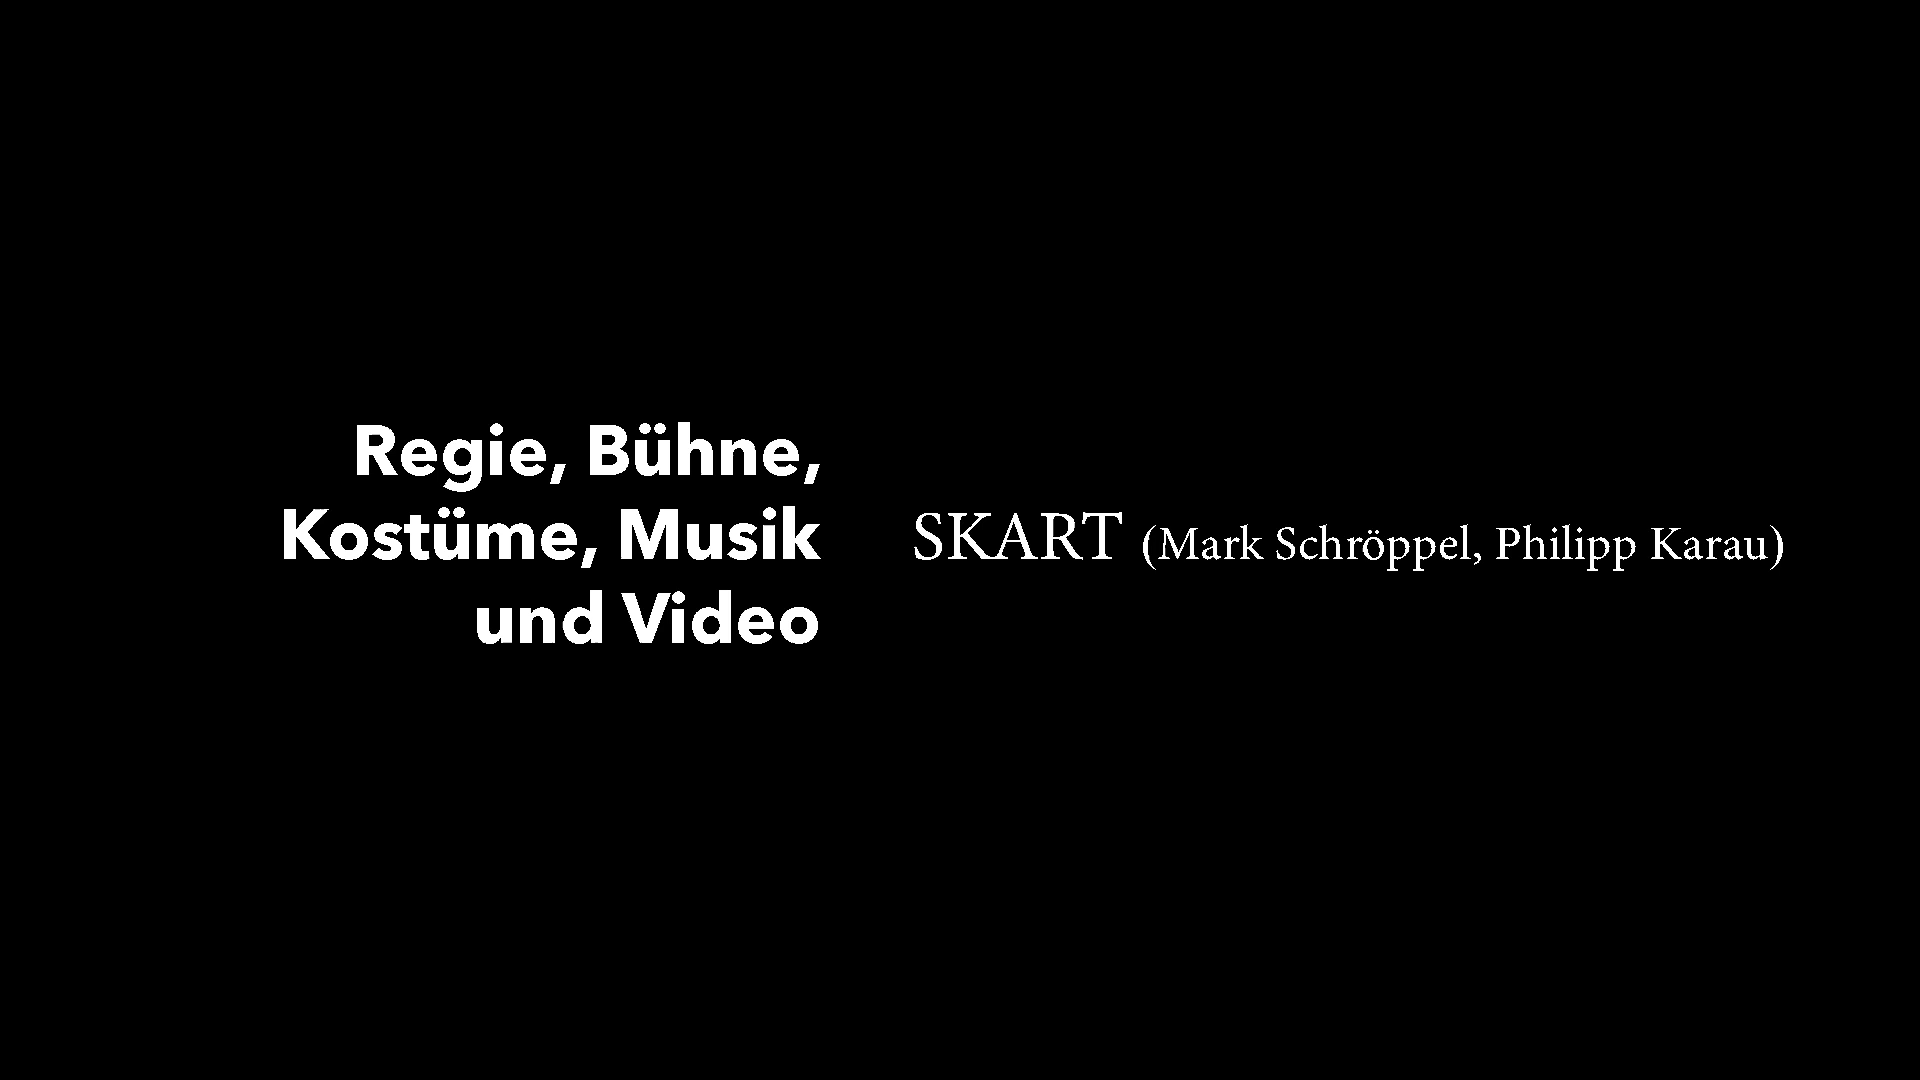 Regie, Bühne,
Kostüme, Musik
und Video
SKART (Mark Schröppel, Philipp Karau)